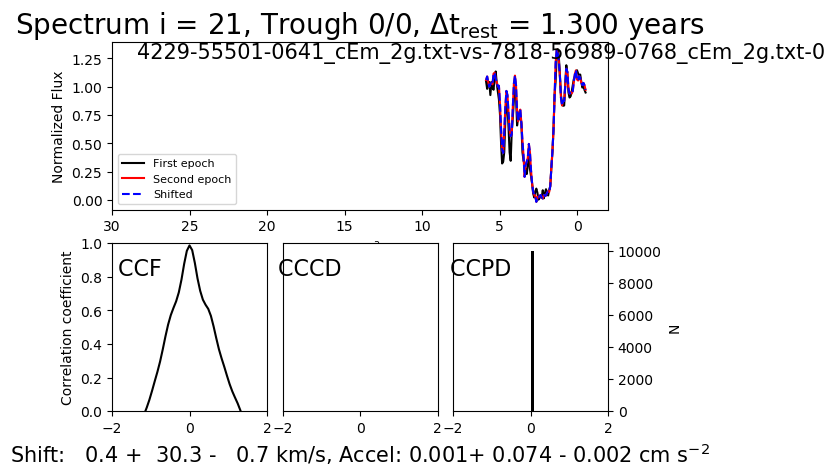 Spectrum i = 21, Trough 0/0, Δt_rest = 1.300 years
4229-55501-0641_cEm_2g.txt-vs-7818-56989-0768_cEm_2g.txt-0
Normalized Flux
1.25
1.00
0.75
0.50
0.25
0.00
First epoch
Second epoch
Shifted
30 25 20 15 10 5 0
Correlation coefficient
1.0
0.8
0.6
0.4
0.2
0.0
CCF
CCCD
CCPD
10000
8000
6000
4000
2000
0
N
−2 0 2
−2 0 2
−2 0 2
Shift: 0.4 + 30.3 - 0.7 km/s, Accel: 0.001+ 0.074 - 0.002 cm s⁻²